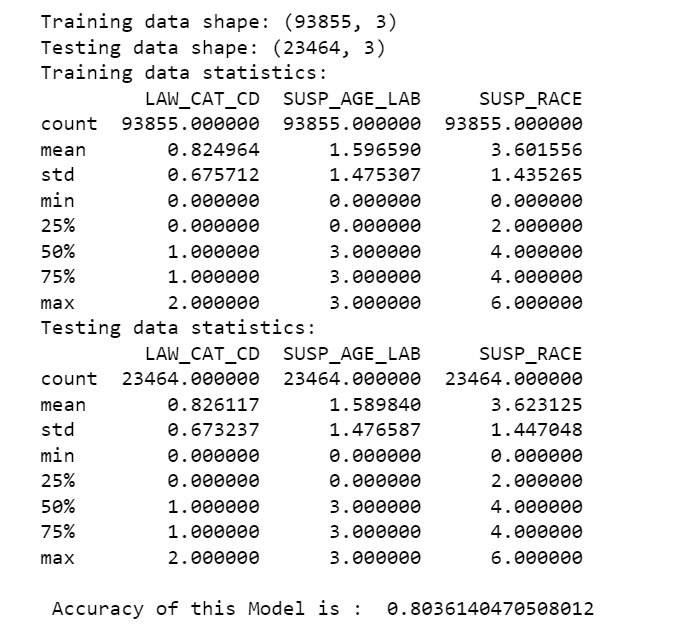 Training data shape: (93855, 3)
Testing data shape: (23464, 3)
Training data statistics:
LAW_CAT_CD SUSP_AGE_LAB SUSP_RACE
count 93855.000000 93855.000000 93855.000000
mean 0.824964 1.596590 3.601556
std 0.675712 1.475307 1.435265
min 0.000000 0.000000 0.000000
25% 0.000000 0.000000 2.000000
50% 1.000000 3.000000 4.000000
75% 1.000000 3.000000 4.000000
max 2.000000 3.000000 6.000000
Testing data statistics:
LAW_CAT_CD SUSP_AGE_LAB SUSP_RACE
count 23464.000000 23464.000000 23464.000000
mean 0.826117 1.589840 3.623125
std 0.673237 1.476587 1.447048
min 0.000000 0.000000 0.000000
25% 0.000000 0.000000 2.000000
50% 1.000000 3.000000 4.000000
75% 1.000000 3.000000 4.000000
max 2.000000 3.000000 6.000000
Accuracy of this Model is : 0.8036140470508012